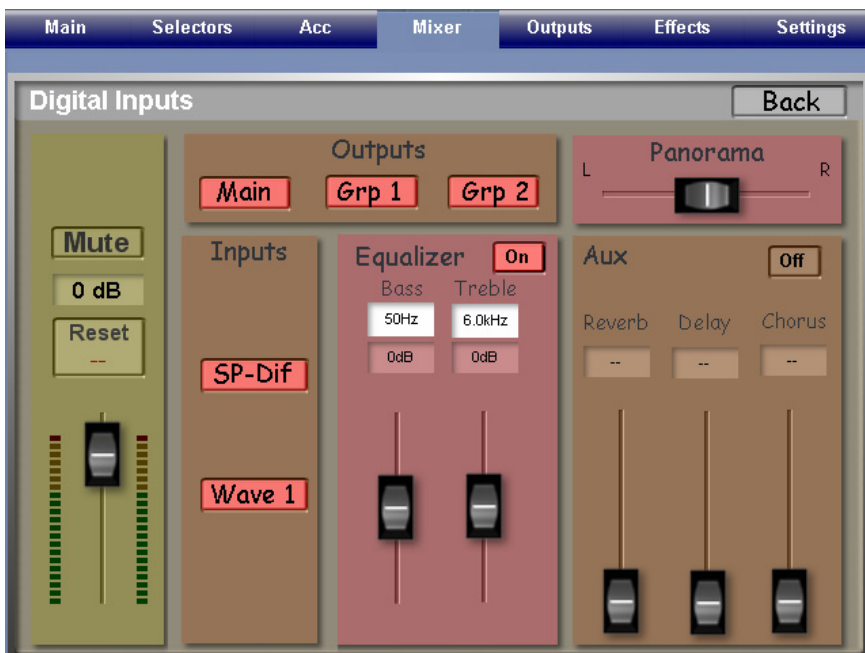 Main Selectors Acc Mixer Outputs Effects Settings
Digital Inputs Back
Mute
0 dB
Reset
--
Outputs
Main Grp 1 Grp 2
Panorama
L R
Inputs
SP-Dif
Wave 1
Equalizer On
Bass Treble
50Hz 6.0kHz
0dB 0dB
Aux Off
Reverb Delay Chorus
-- -- --